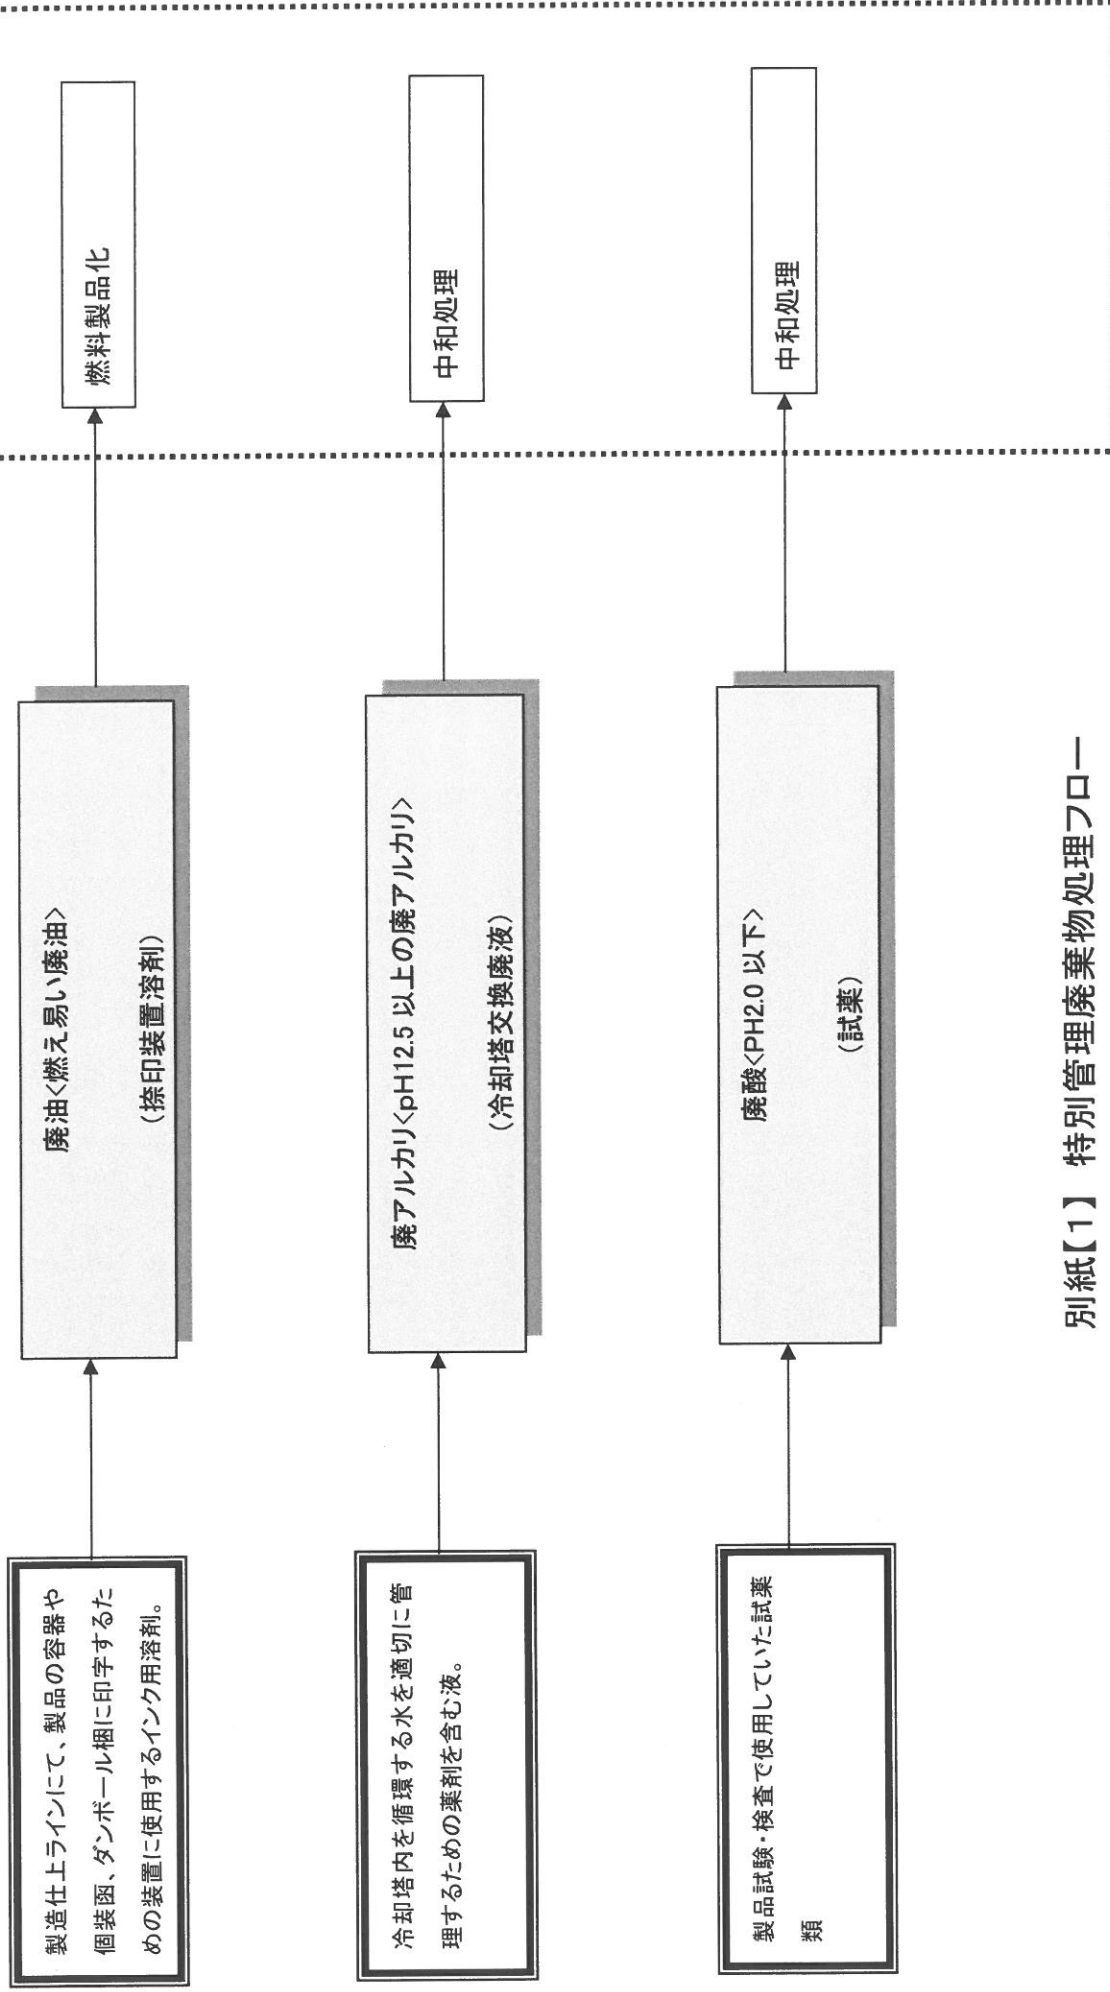 製造仕上ラインにて、製品の容器や
個装函、ダンボール梱に印字するた
めの装置に使用するインク用溶剤。
廃油<燃え易い廃油>
（捺印装置溶剤）
燃料製品化
冷却塔内を循環する水を適切に管
理するための薬剤を含む液。
廃アルカリ<pH12.5 以上の廃アルカリ>
（冷却塔交換廃液）
中和処理
製品試験・検査で使用していた試薬
類
廃酸<PH2.0 以下>
（試薬）
中和処理
別紙【1】 特別管理廃棄物処理フロー